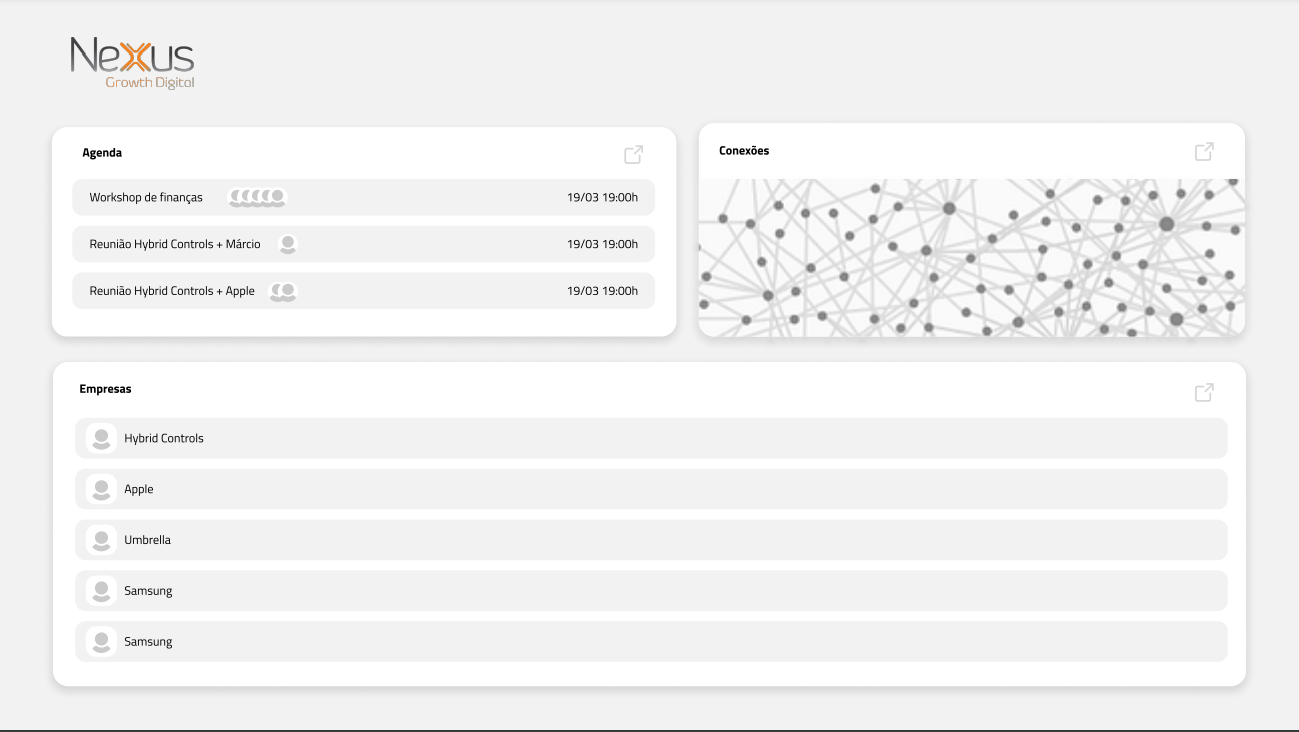 Nexus
Growth Digital
Agenda
Workshop de finanças 19/03 19:00h
Reunião Hybrid Controls + Márcio 19/03 19:00h
Reunião Hybrid Controls + Apple 19/03 19:00h
Conexões
Empresas
Hybrid Controls
Apple
Umbrella
Samsung
Samsung